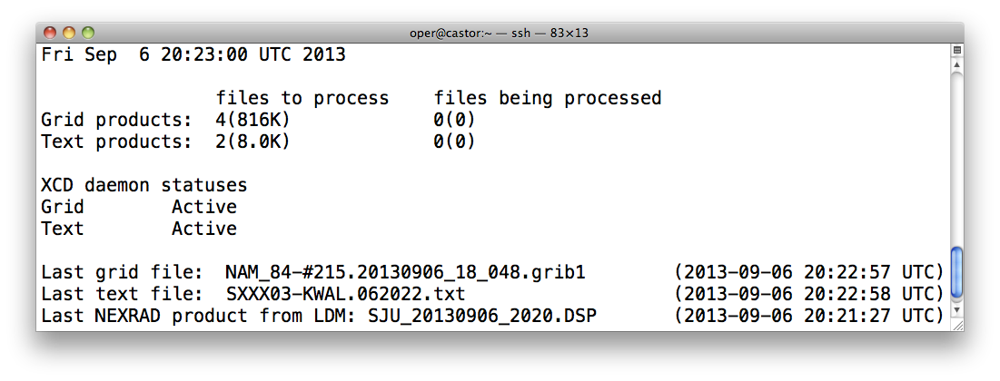 oper@castor:~ — ssh — 83×13
Fri Sep  6 20:23:00 UTC 2013
                files to process    files being processed
Grid products:  4(816K)             0(0)
Text products:  2(8.0K)             0(0)
XCD daemon statuses
Grid        Active
Text        Active
Last grid file:  NAM_84-#215.20130906_18_048.grib1        (2013-09-06 20:22:57 UTC)
Last text file:  SXXX03-KWAL.062022.txt                   (2013-09-06 20:22:58 UTC)
Last NEXRAD product from LDM: SJU_20130906_2020.DSP       (2013-09-06 20:21:27 UTC)